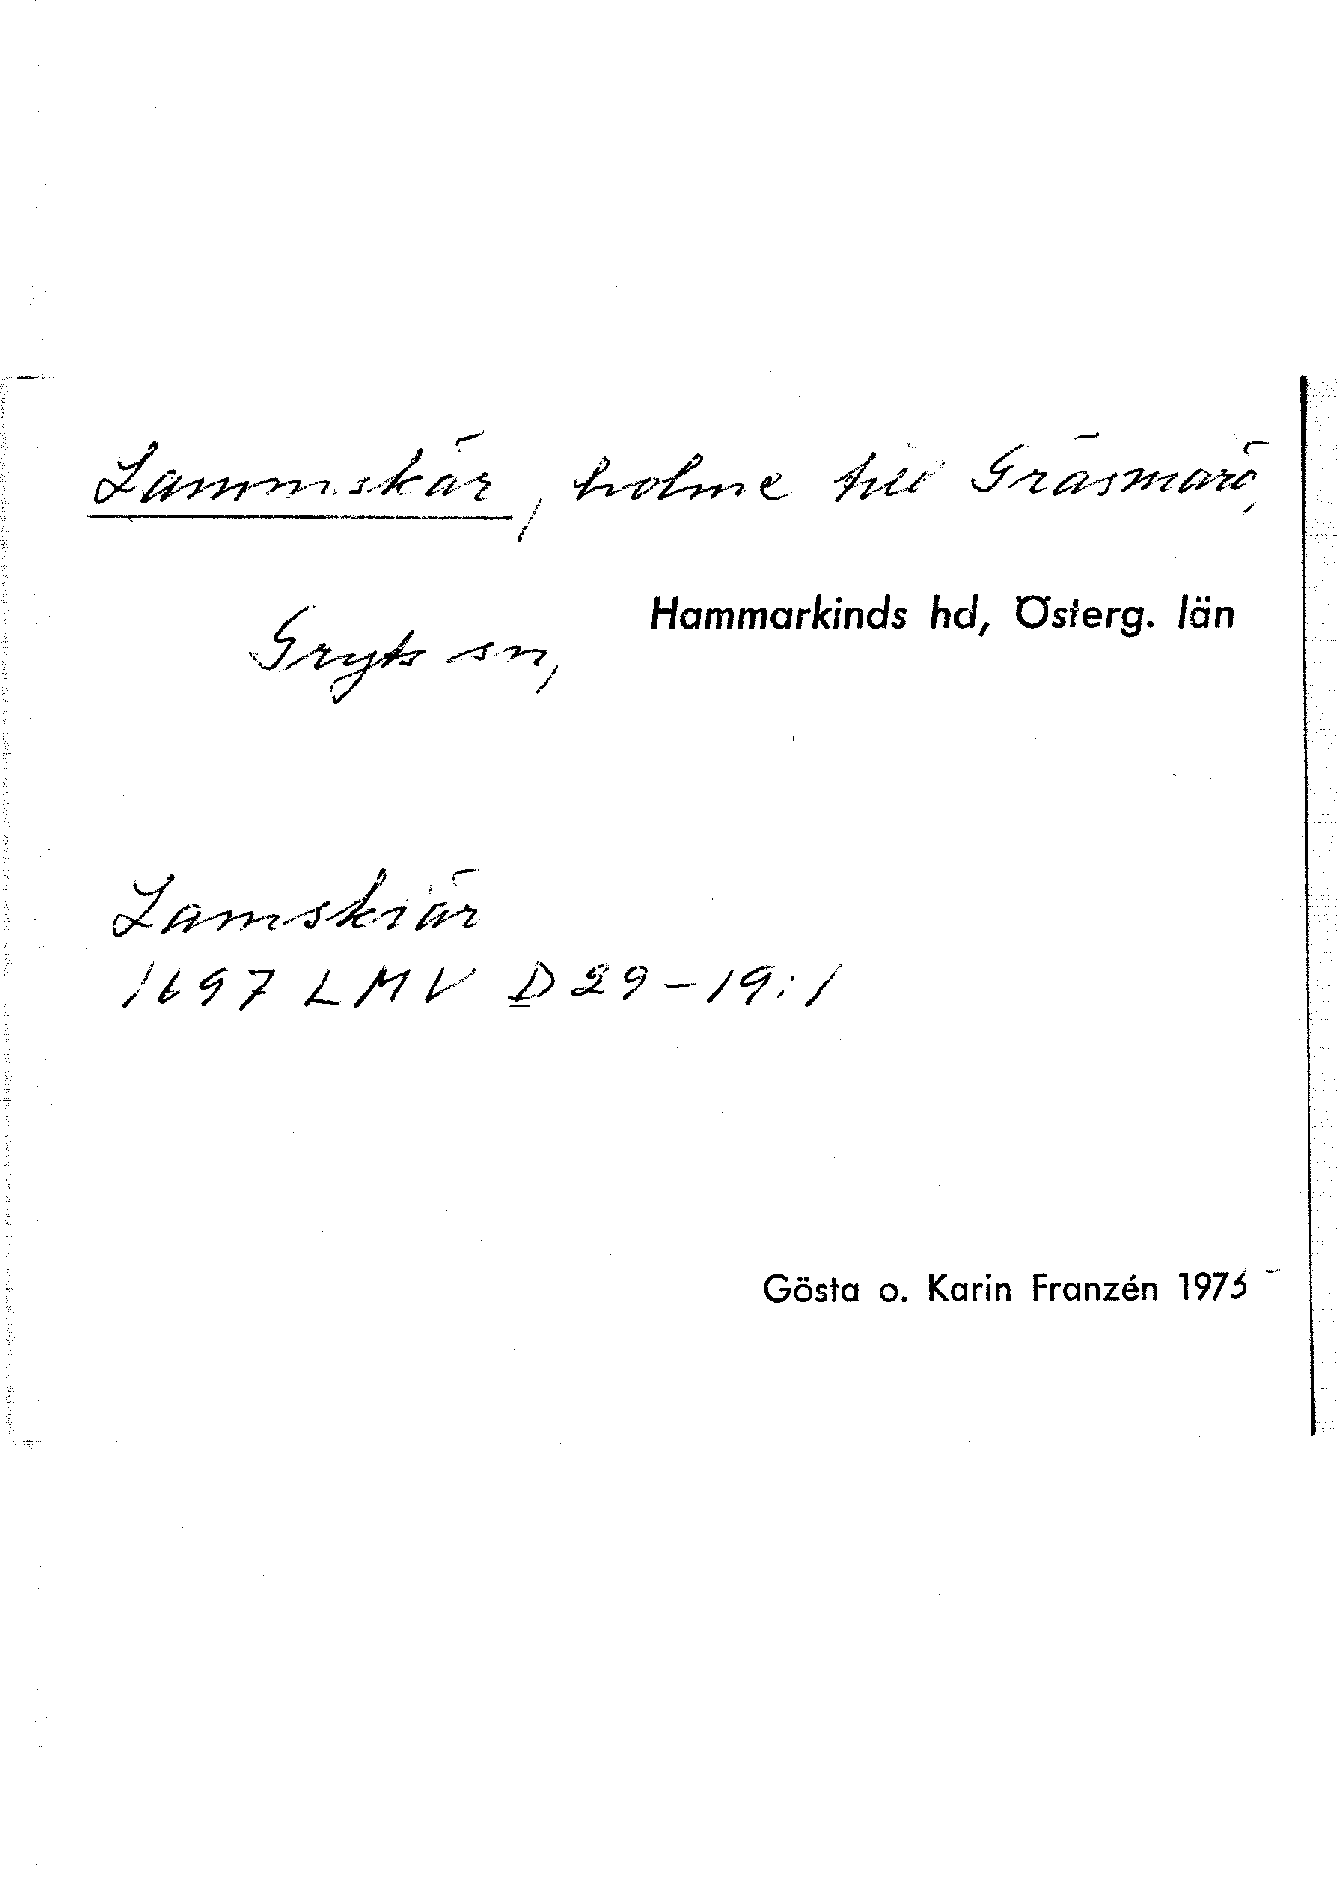 Lammskär, holme till Gräsmarö,
Gryts sn, Hammarkinds hd, Österg. län
Lamskiär
1697 LMV D29-19:1
Gösta o. Karin Franzén